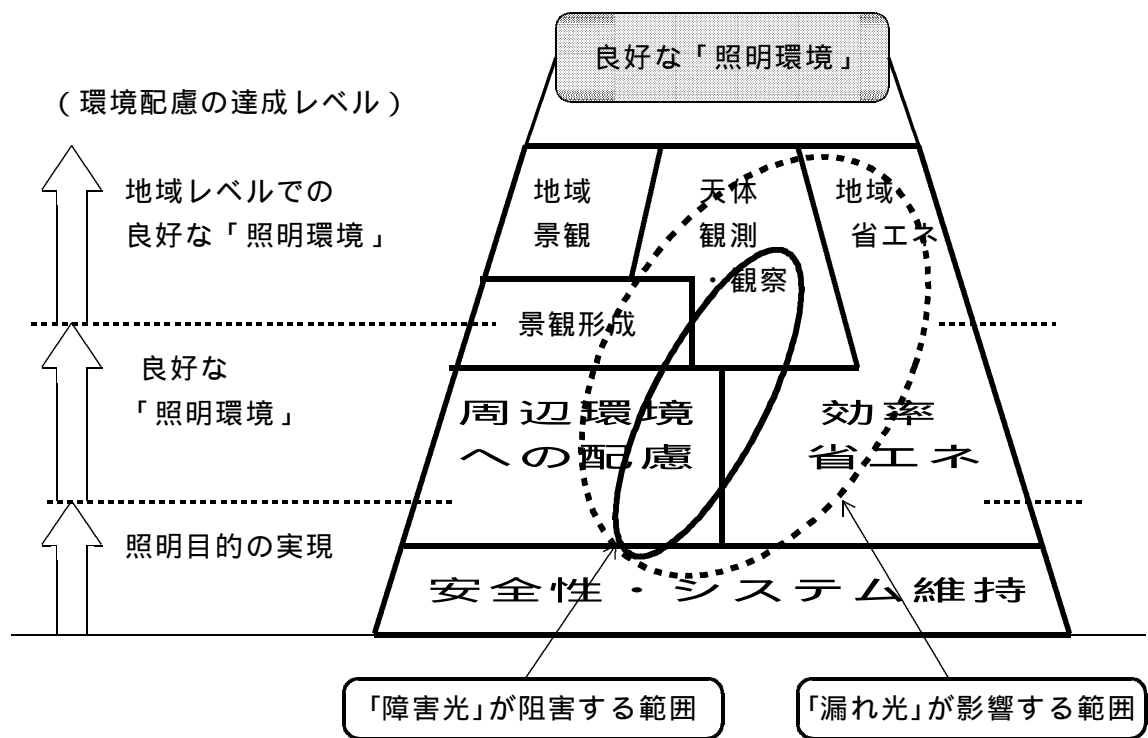 良好な「照明環境」
(環境配慮の達成レベル)
地域レベルでの
良好な「照明環境」
良好な
「照明環境」
照明目的の実現
地域
景観
天体
観測
・観察
地域
省エネ
景観形成
周辺環境
への配慮
効率
省エネ
安全性・システム維持
「障害光」が阻害する範囲
「漏れ光」が影響する範囲